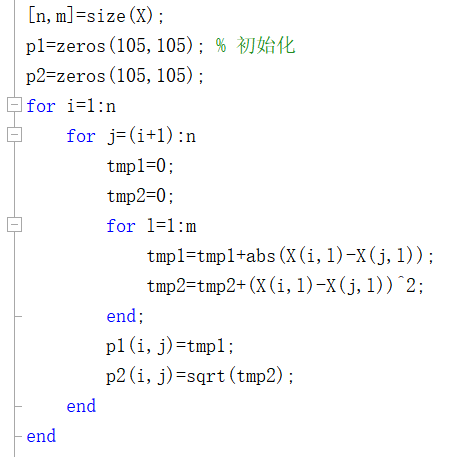 [n,m]=size(X);
p1=zeros(105,105); % 初始化
p2=zeros(105,105);
for i=1:n
    for j=(i+1):n
        tmp1=0;
        tmp2=0;
        for l=1:m
            tmp1=tmp1+abs(X(i,l)-X(j,l));
            tmp2=tmp2+(X(i,l)-X(j,l))^2;
        end;
        p1(i,j)=tmp1;
        p2(i,j)=sqrt(tmp2);
    end
end